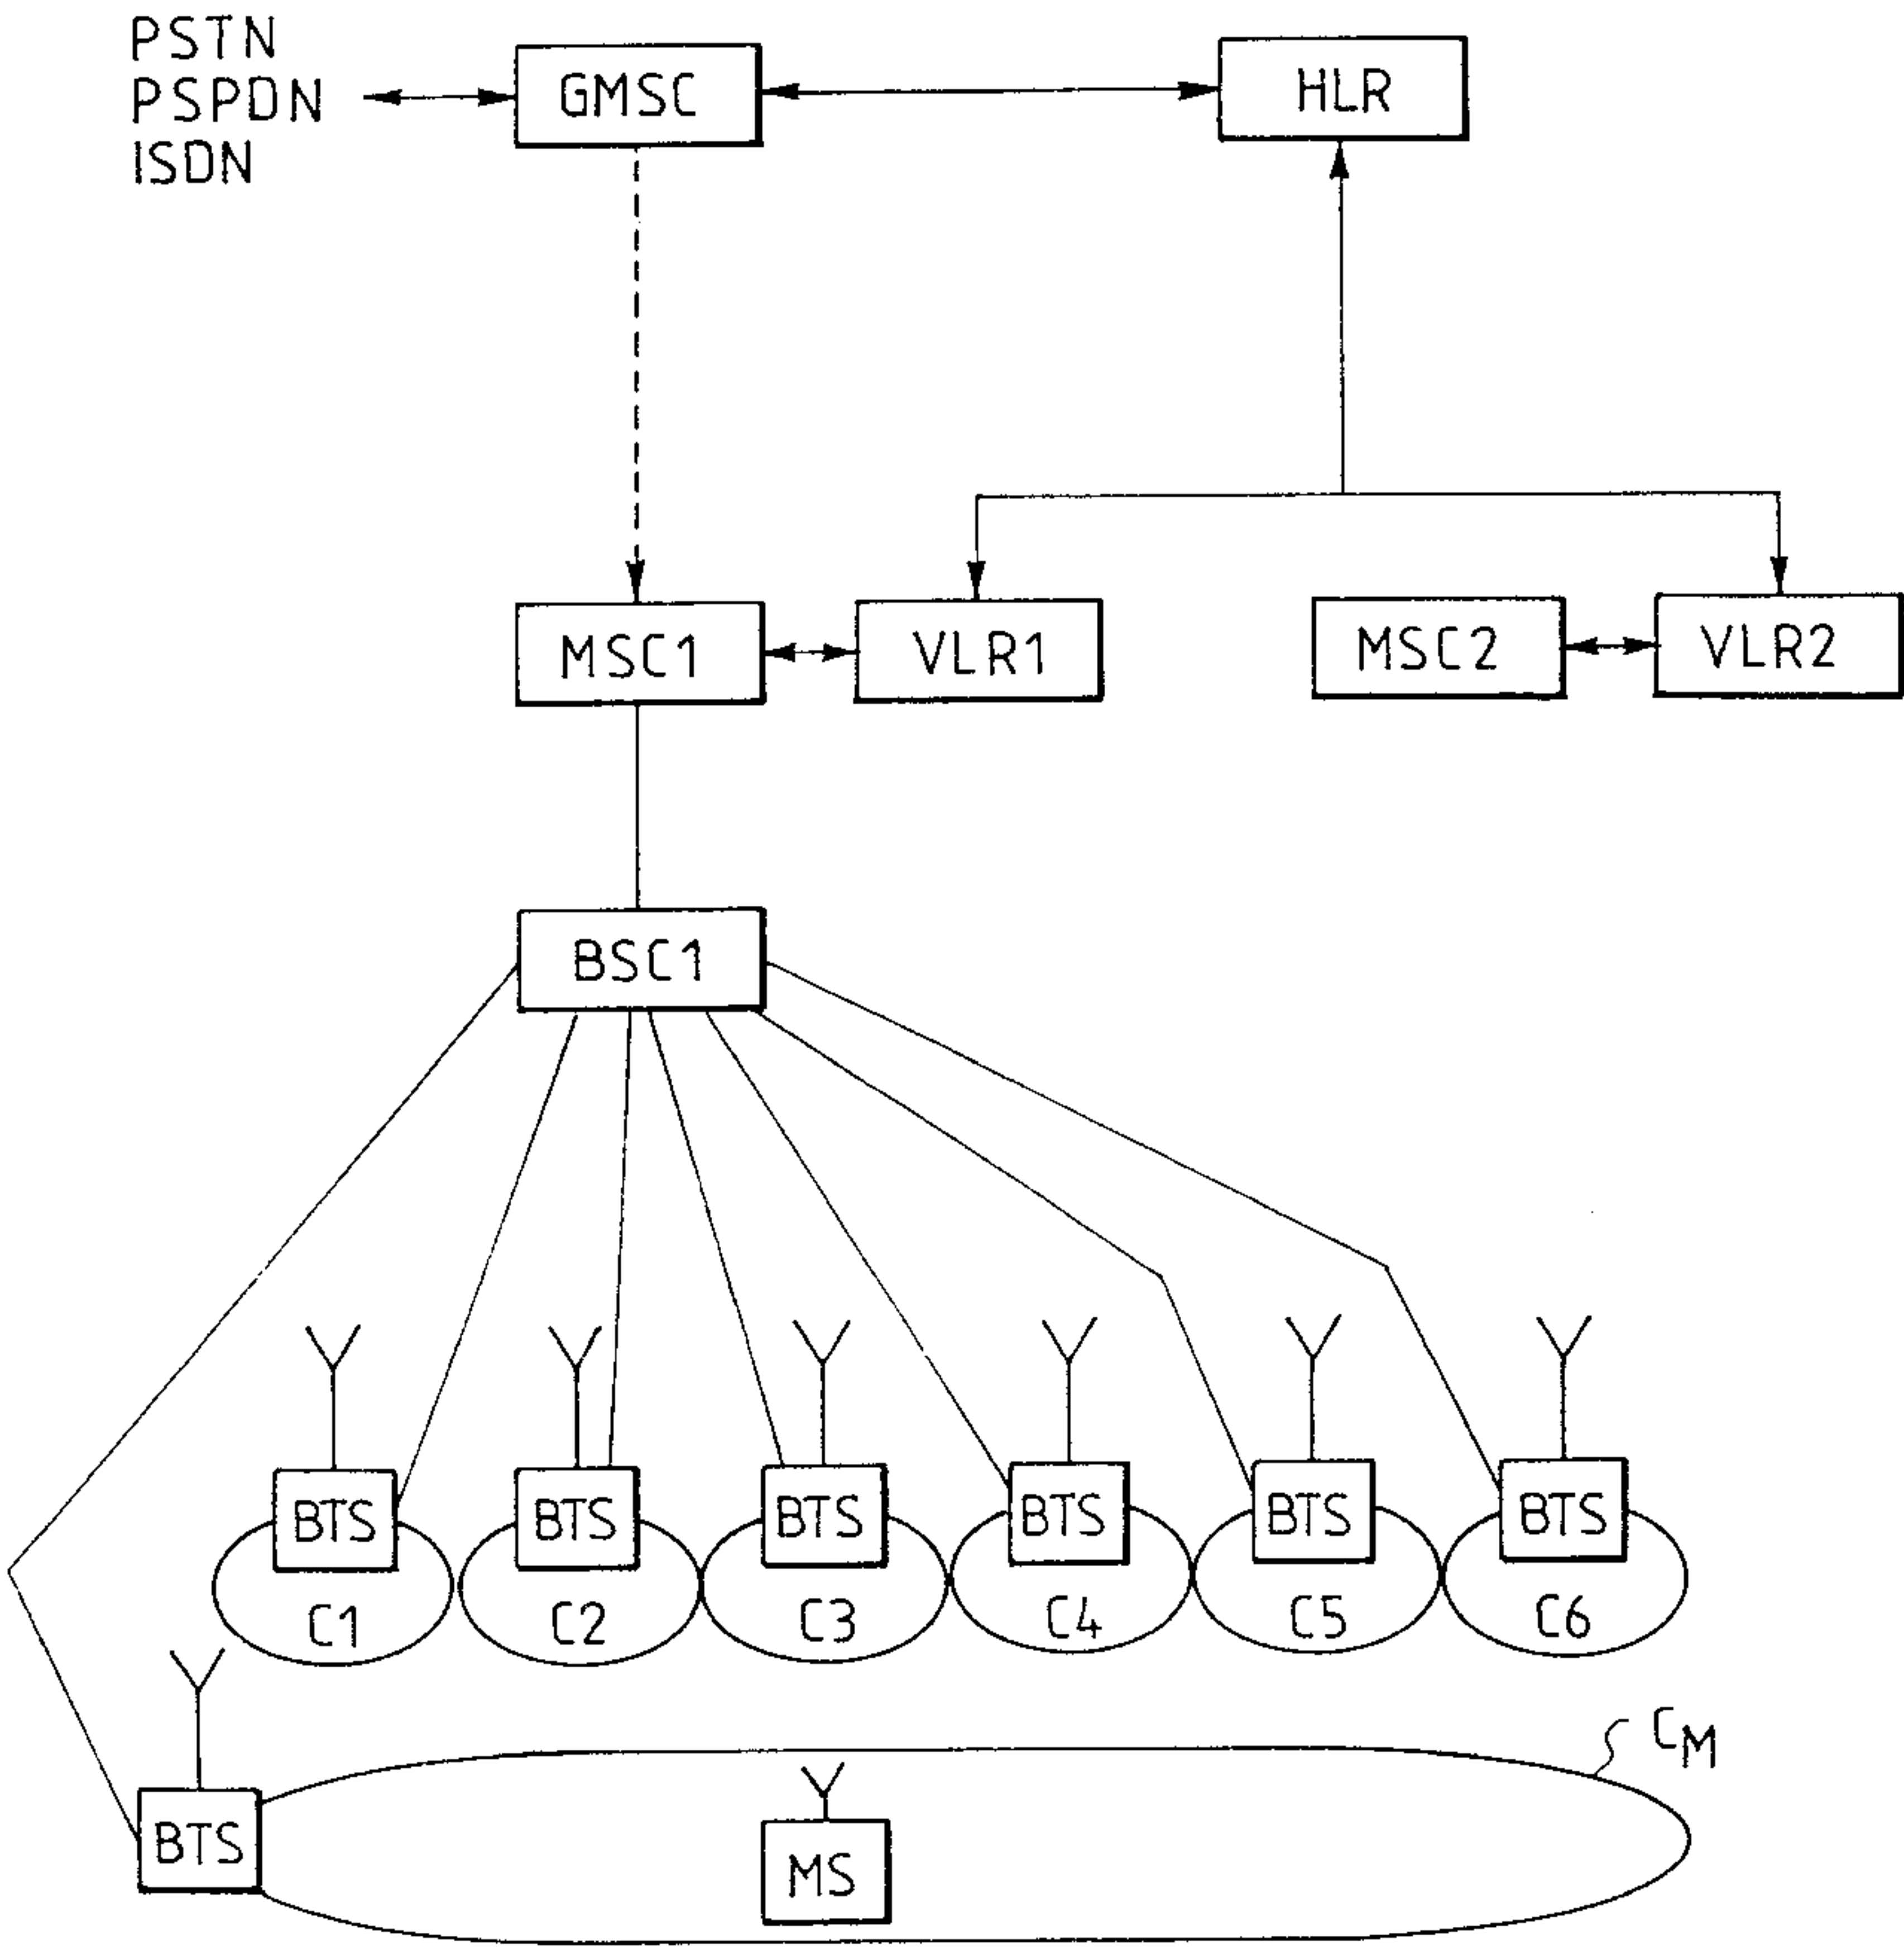 PSTN
PSPDN
ISDN
GMSC
HLR
MSC1
VLR1
MSC2
VLR2
BSC1
BTS
BTS
BTS
BTS
BTS
BTS
C1
C2
C3
C4
C5
C6
CM
BTS
MS